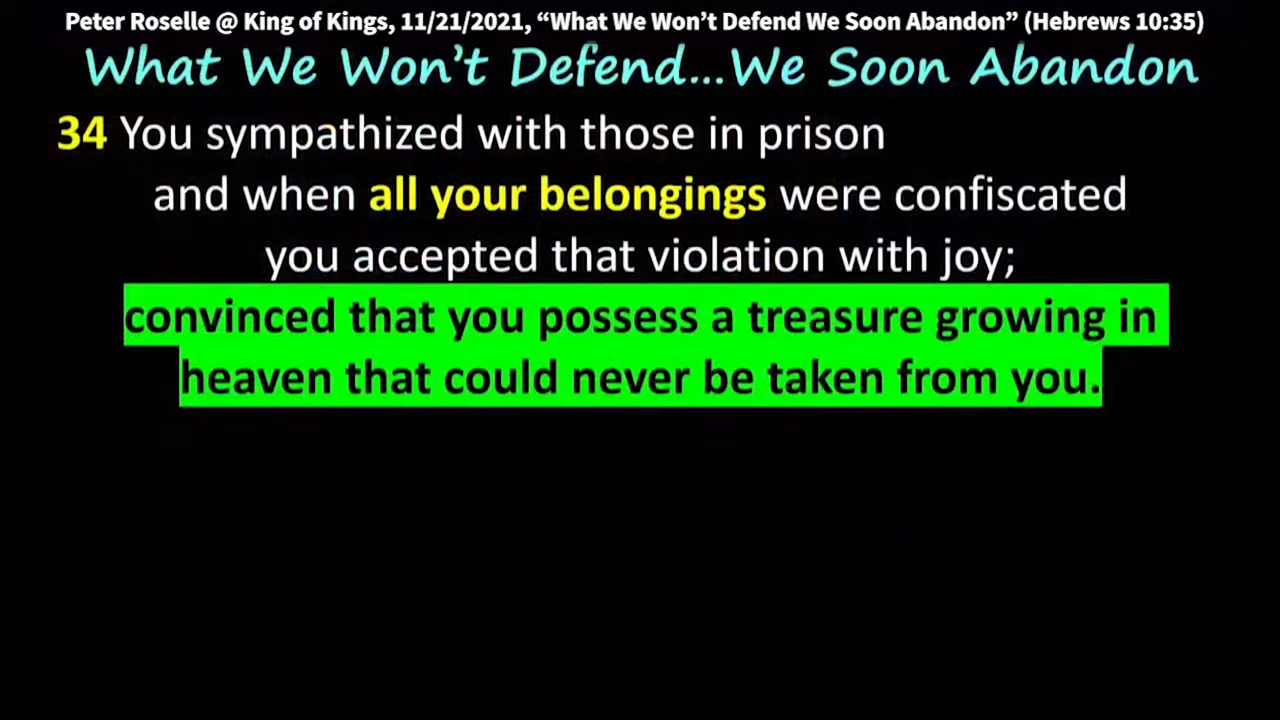 Peter Roselle @ King of Kings, 11/21/2021, “What We Won’t Defend We Soon Abandon” (Hebrews 10:35)
What We Won’t Defend...We Soon Abandon
34 You sympathized with those in prison
and when all your belongings were confiscated
you accepted that violation with joy;
convinced that you possess a treasure growing in
heaven that could never be taken from you.